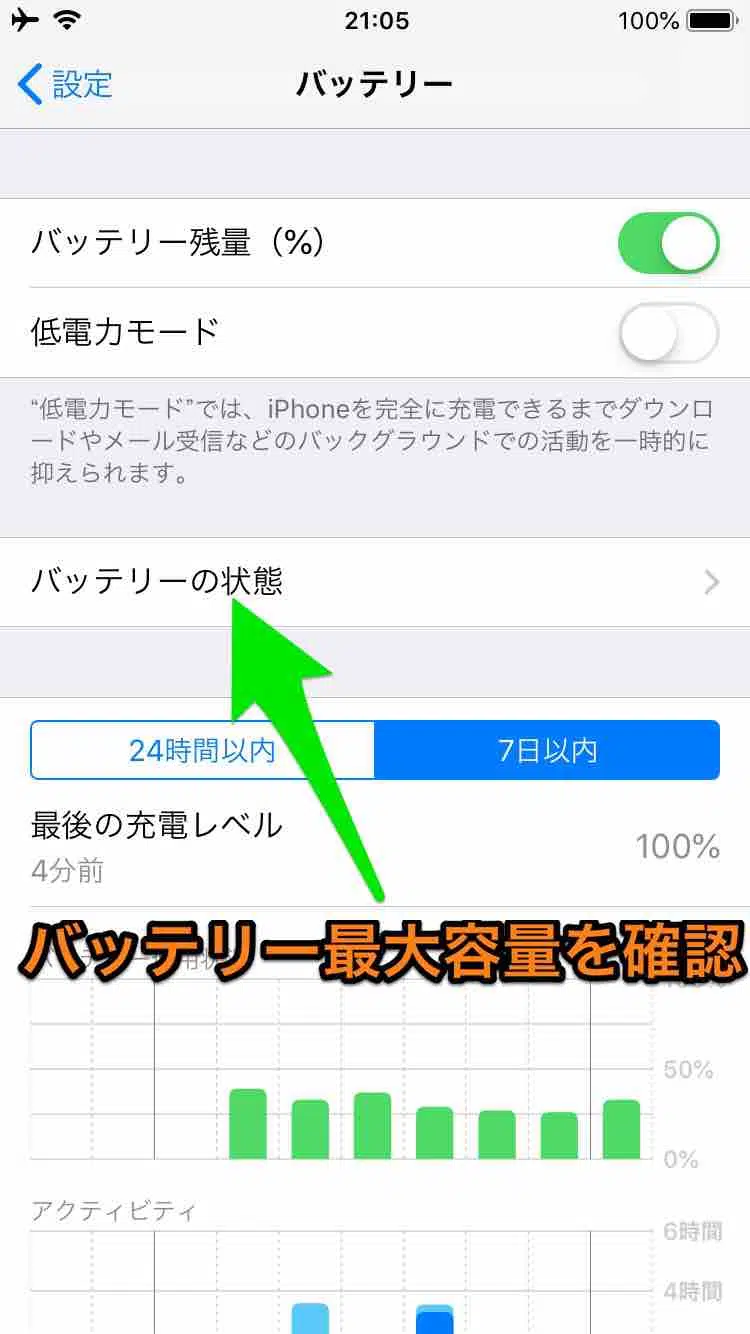 21:05
100%
設定
バッテリー
バッテリー残量（%）
低電力モード
“低電力モード”では、iPhoneを完全に充電できるまでダウンロ
ードやメール受信などのバックグラウンドでの活動を一時的に
抑えられます。
バッテリーの状態
24時間以内
7日以内
最後の充電レベル
100%
4分前
バッテリー最大容量を確認
50%
0%
アクティビティ
6時間
4時間